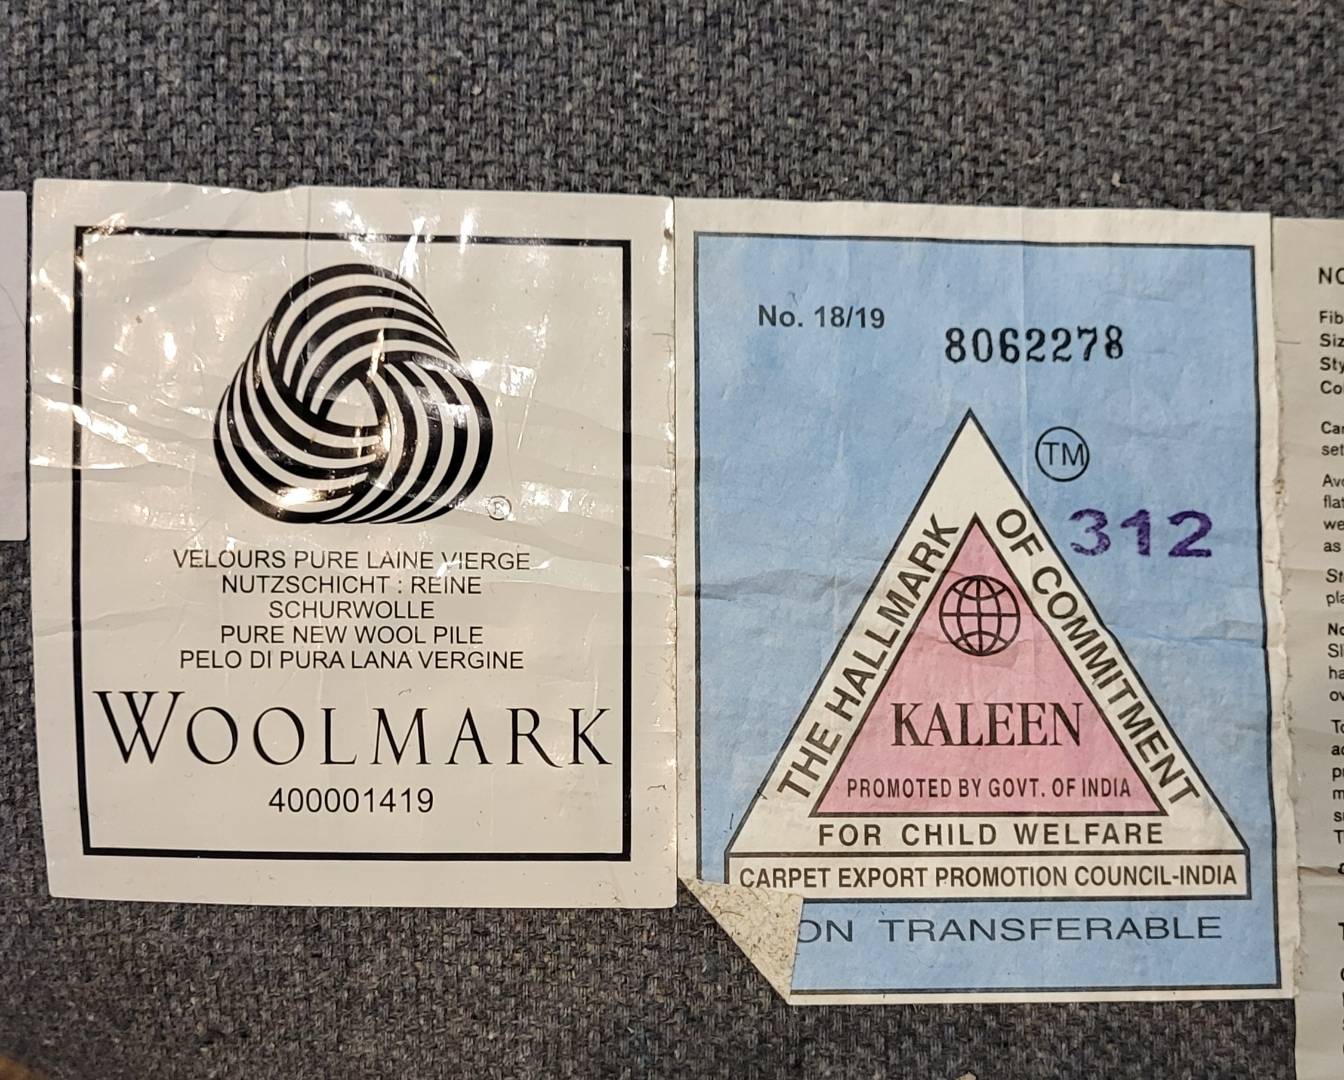 ®
VELOURS PURE LAINE VIERGE
NUTZSCHICHT : REINE
SCHURWOLLE
PURE NEW WOOL PILE
PELO DI PURA LANA VERGINE
WOOLMARK
400001419
No. 18/19
8062278
TM
312
THE HALLMARK
OF COMMITMENT
KALEEN
PROMOTED BY GOVT. OF INDIA
FOR CHILD WELFARE
CARPET EXPORT PROMOTION COUNCIL-INDIA
ON TRANSFERABLE